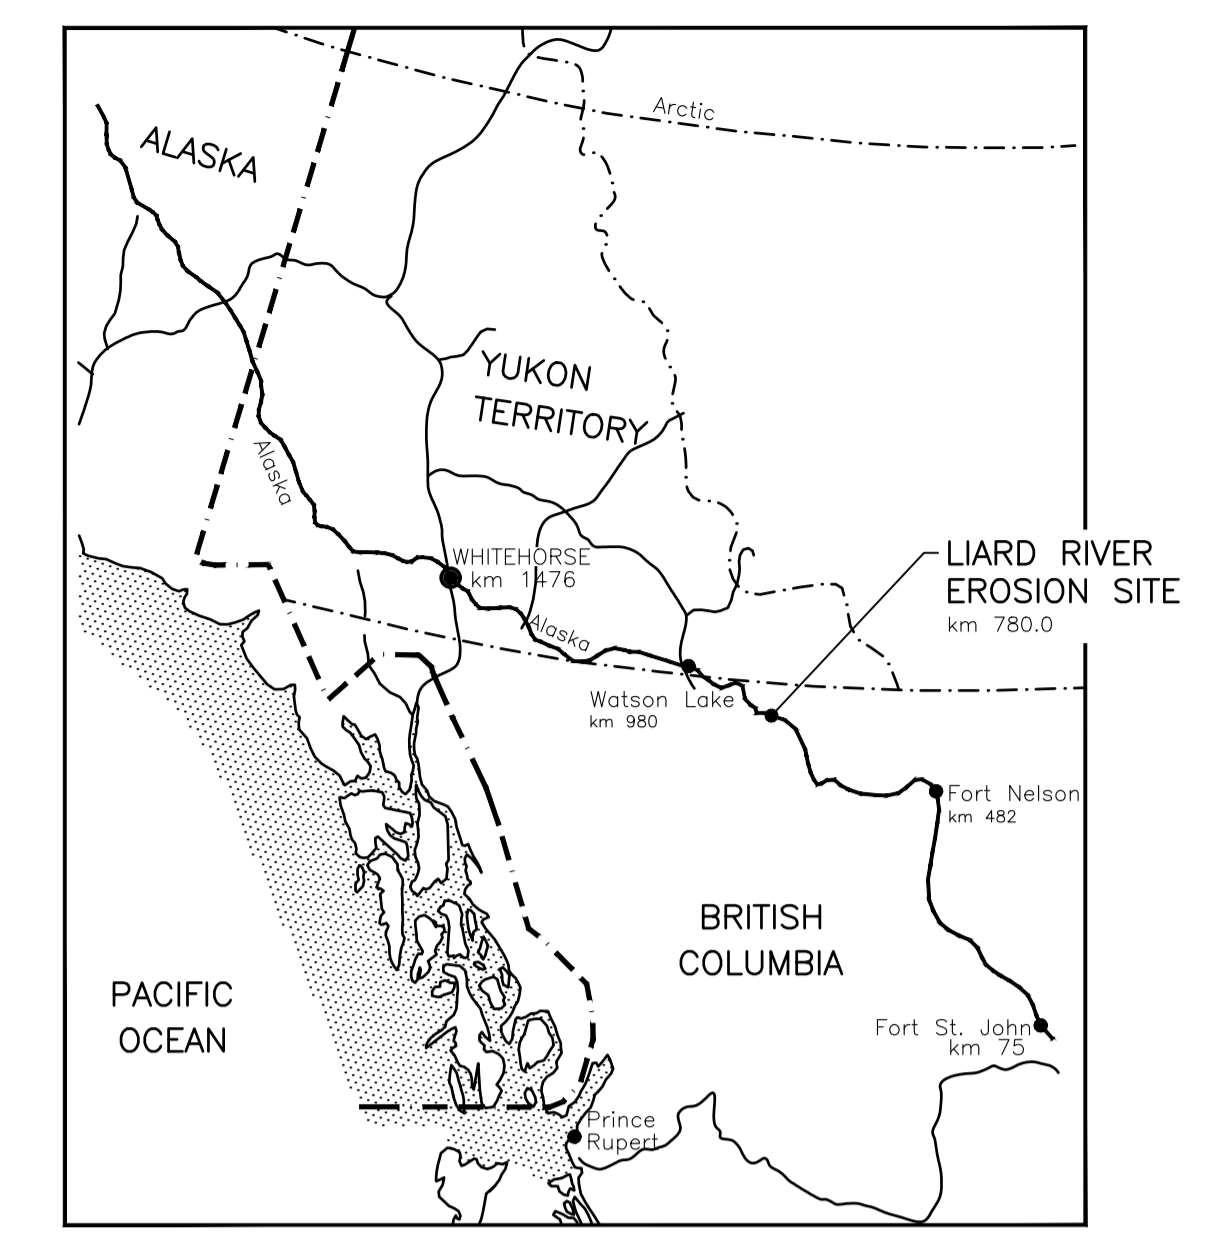 Arctic
ALASKA
YUKON
TERRITORY
Alaska
WHITEHORSE
km 1476
LIARD RIVER
EROSION SITE
km 780.0
Alaska
Watson Lake
km 980
Fort Nelson
km 482
BRITISH
COLUMBIA
PACIFIC
OCEAN
Fort St. John
km 75
Prince
Rupert